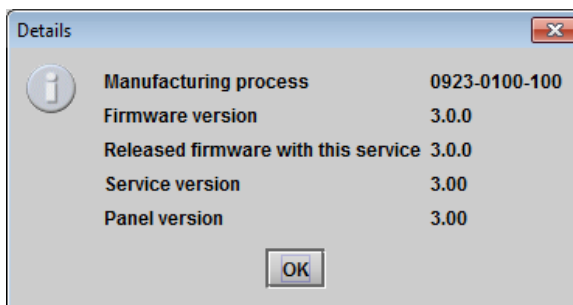 Details
Manufacturing process 0923-0100-100
Firmware version 3.0.0
Released firmware with this service 3.0.0
Service version 3.00
Panel version 3.00
OK